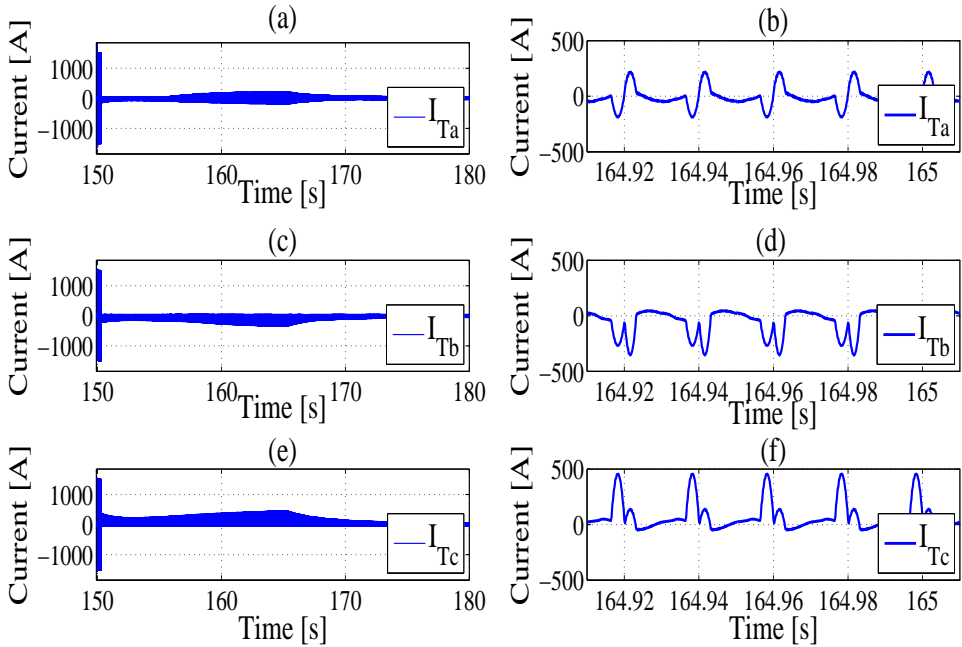 (a)
Current [A]
1000
0
−1000
I_Ta
150
160
170
180
Time [s]
(b)
Current [A]
500
0
−500
I_Ta
164.92
164.94
164.96
164.98
165
Time [s]
(c)
Current [A]
1000
0
−1000
I_Tb
150
160
170
180
Time [s]
(d)
Current [A]
500
0
−500
I_Tb
164.92
164.94
164.96
164.98
165
Time [s]
(e)
Current [A]
1000
0
−1000
I_Tc
150
160
170
180
Time [s]
(f)
Current [A]
500
0
−500
I_Tc
164.92
164.94
164.96
164.98
165
Time [s]